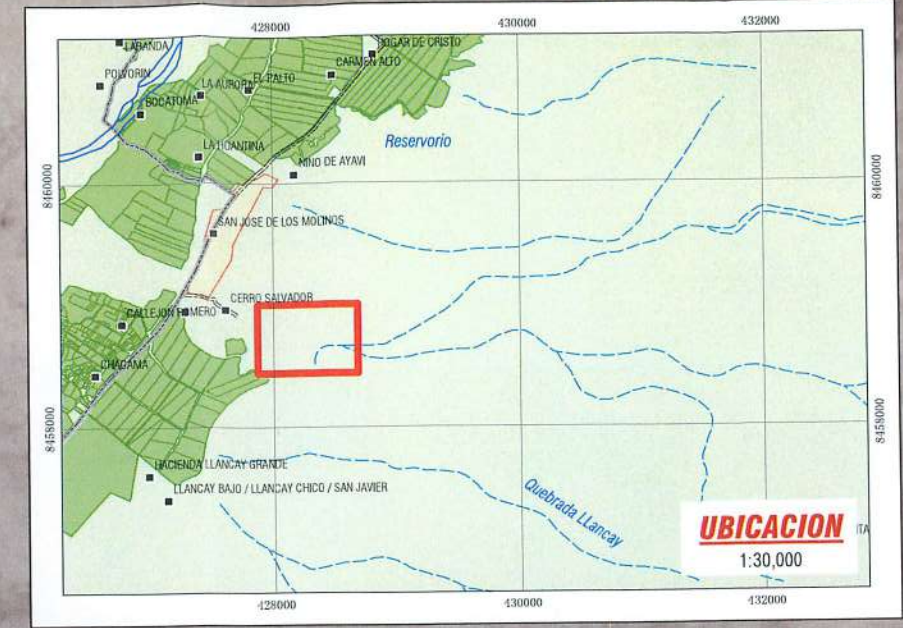 428000
430000
432000
LABANDA
HOGAR DE CRISTO
CARMEN ALTO
POLVORIN
LA AURORA
EL PALTO
BOCATOMA
Reservorio
LA HUANTINA
NIÑO DE AYAVI
8460000
8460000
SAN JOSE DE LOS MOLINOS
CERRO SALVADOR
CALLEJON ROMERO
CHACAMA
8458000
8458000
HACIENDA LLANCAY GRANDE
LLANCAY BAJO / LLANCAY CHICO / SAN JAVIER
Quebrada LLancay
UBICACION
1:30,000
ITA
428000
430000
432000